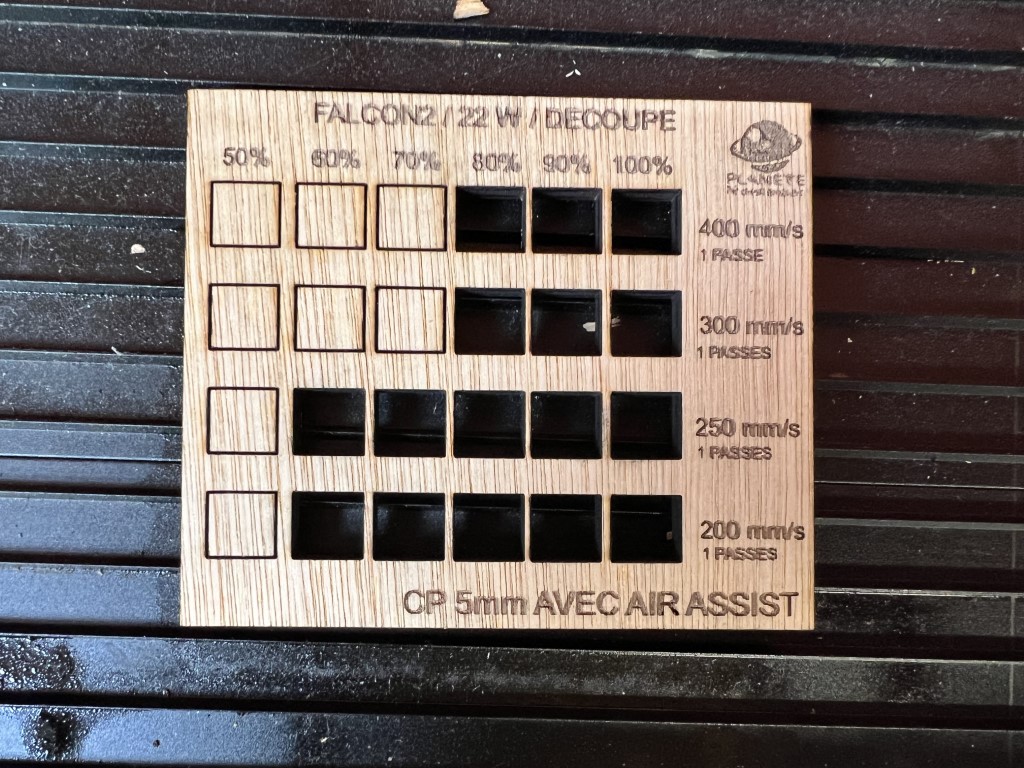 FALCON2 / 22 W / DECOUPE
50% 60% 70% 80% 90% 100%
PLANETE
400 mm/s
1 PASSE
300 mm/s
1 PASSES
250 mm/s
1 PASSES
200 mm/s
1 PASSES
CP 5mm AVEC AIR ASSIST